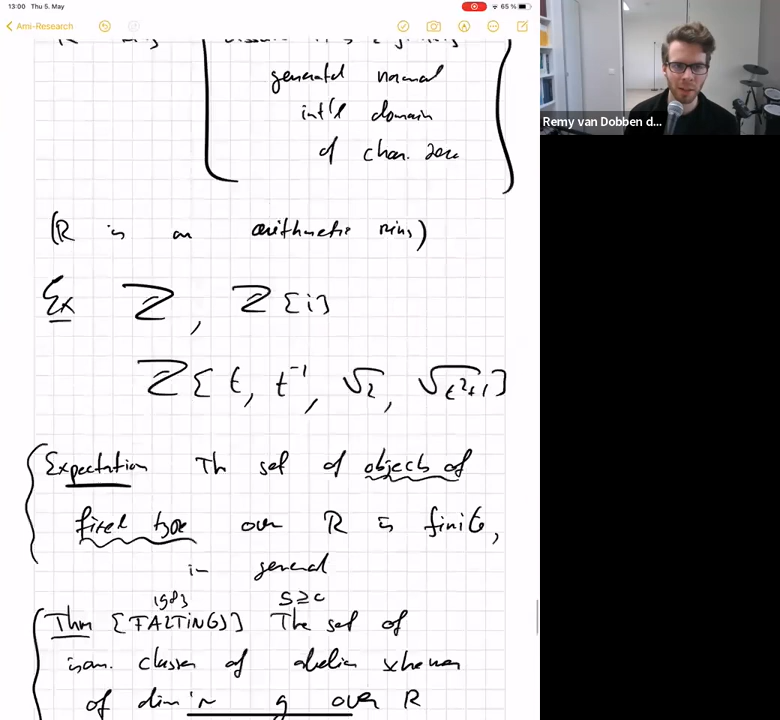 13:00 Thu 5. May
65 %
Ami-Research
Remy van Dobben d...
generated normal
int'l domain
of char. zero
(R is an arithmetic ring)
Ex ℤ, ℤ[i]
ℤ[t, t⁻¹, √2, √t²+1]
Expectation The set of objects of
fixed type over R is finite,
in general
1983
Thm [FALTINGS] The set of
isom. classes of abelian schemes
of dim'n g over R